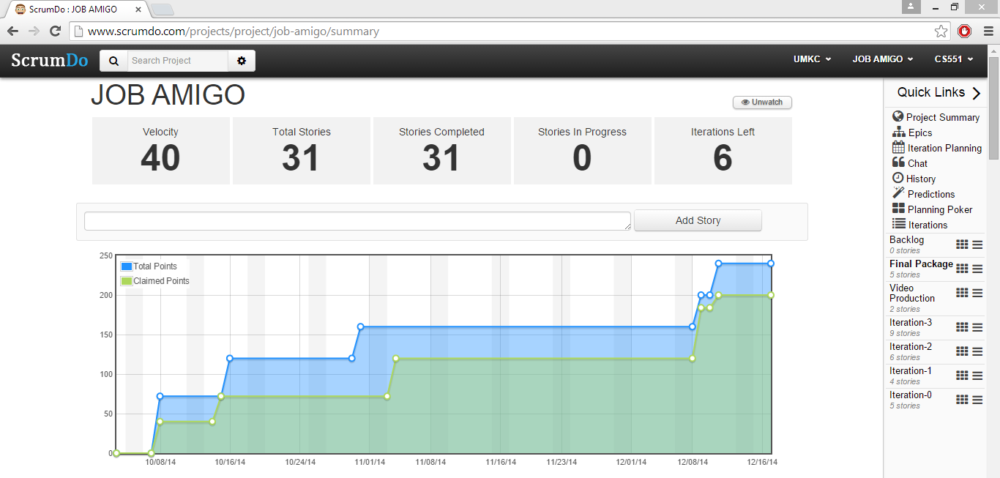 ScrumDo : JOB AMIGO
www.scrumdo.com/projects/project/job-amigo/summary
ScrumDo
Search Project
UMKC
JOB AMIGO
CS551
JOB AMIGO
Unwatch
Velocity
40
Total Stories
31
Stories Completed
31
Stories In Progress
0
Iterations Left
6
Add Story
Total Points
Claimed Points
250
200
150
100
50
0
10/08/14 10/16/14 10/24/14 11/01/14 11/08/14 11/16/14 11/23/14 12/01/14 12/08/14 12/16/14
Quick Links
Project Summary
Epics
Iteration Planning
Chat
History
Predictions
Planning Poker
Iterations
Backlog
0 stories
Final Package
5 stories
Video
Production
2 stories
Iteration-3
9 stories
Iteration-2
6 stories
Iteration-1
4 stories
Iteration-0
5 stories